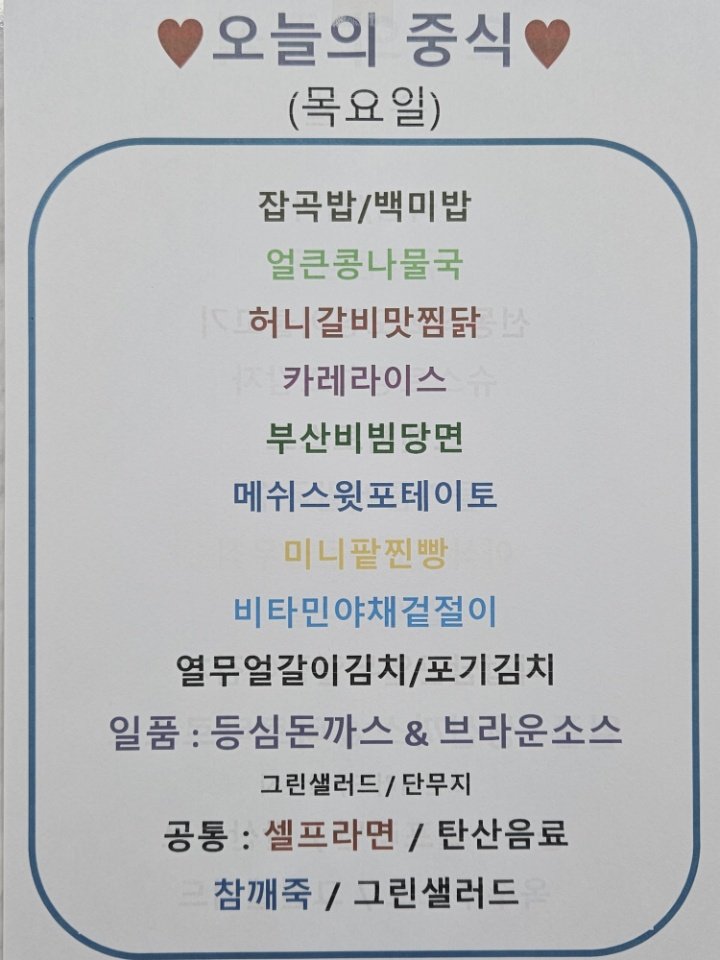 ♥오늘의 중식♥
(목요일)
잡곡밥/백미밥
얼큰콩나물국
허니갈비맛찜닭
카레라이스
부산비빔당면
메쉬스윗포테이토
미니팥찐빵
비타민야채겉절이
열무얼갈이김치/포기김치
일품 : 등심돈까스 & 브라운소스
그린샐러드 / 단무지
공통 : 셀프라면 / 탄산음료
참깨죽 / 그린샐러드